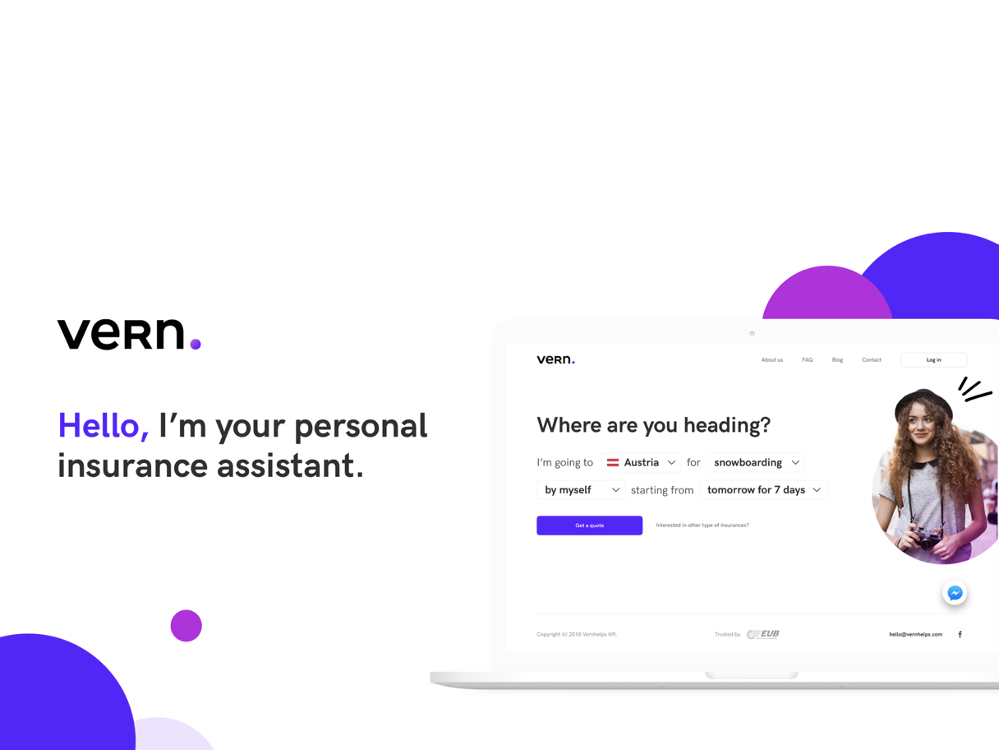 vern.
Hello, I'm your personal
insurance assistant.
vern.
About us
FAQ
Blog
Contact
Log in
Where are you heading?
I'm going to Austria for snowboarding
by myself starting from tomorrow for 7 days
Get a quote
Interested in other type of insurances?
Copyright (c) 2018 Vernhelps Kft.
Trusted by EUB
hello@vernhelps.com
f